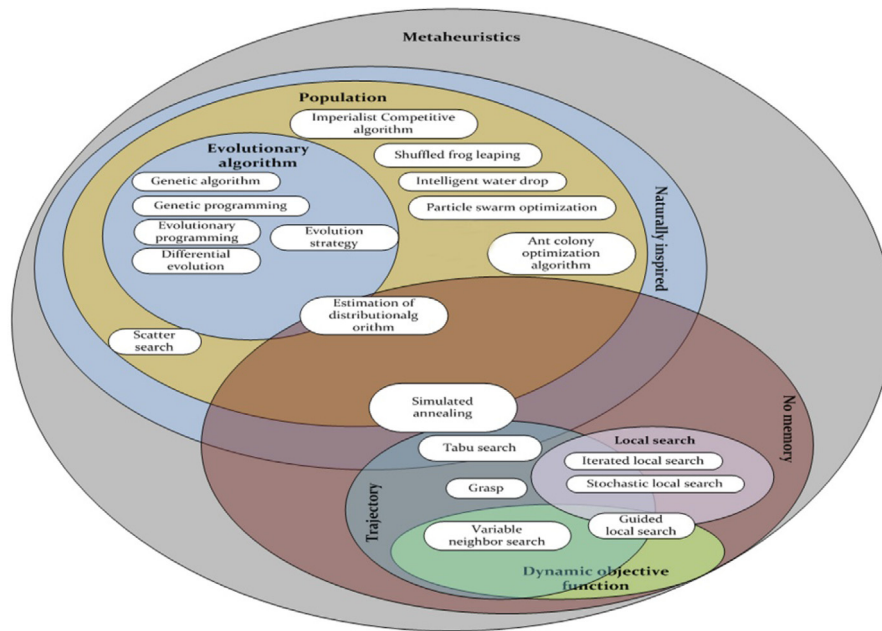 Metaheuristics
Population
Imperialist Competitive
algorithm
Evolutionary
algorithm
Shuffled frog leaping
Genetic algorithm
Intelligent water drop
Genetic programming
Particle swarm optimization
Evolutionary
programming
Evolution
strategy
Differential
evolution
Ant colony
optimization
algorithm
Naturally inspired
Estimation of
distributionalg
orithm
Scatter
search
Simulated
annealing
No memory
Tabu search
Local search
Iterated local search
Grasp
Stochastic local search
Trajectory
Variable
neighbor search
Guided
local search
Dynamic objective
function